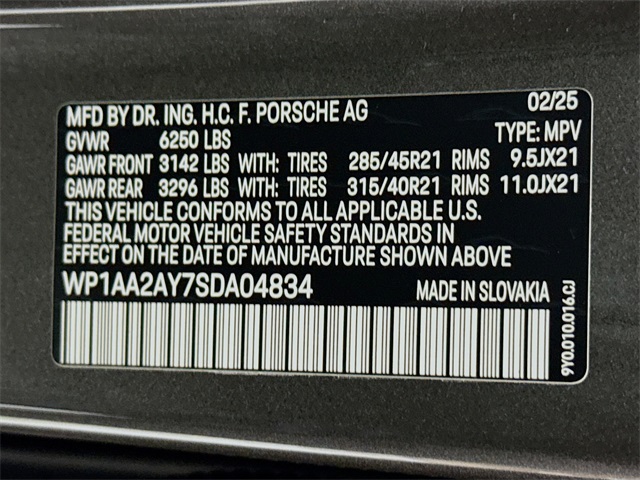 MFD BY DR. ING. H.C. F. PORSCHE AG 02/25
GVWR 6250 LBS TYPE: MPV
GAWR FRONT 3142 LBS WITH: TIRES 285/45R21 RIMS 9.5JX21
GAWR REAR 3296 LBS WITH: TIRES 315/40R21 RIMS 11.0JX21
THIS VEHICLE CONFORMS TO ALL APPLICABLE U.S.
FEDERAL MOTOR VEHICLE SAFETY STANDARDS IN
EFFECT ON THE DATE OF MANUFACTURE SHOWN ABOVE
WP1AA2AY7SDA04834 MADE IN SLOVAKIA
9Y0.010.016.CJ